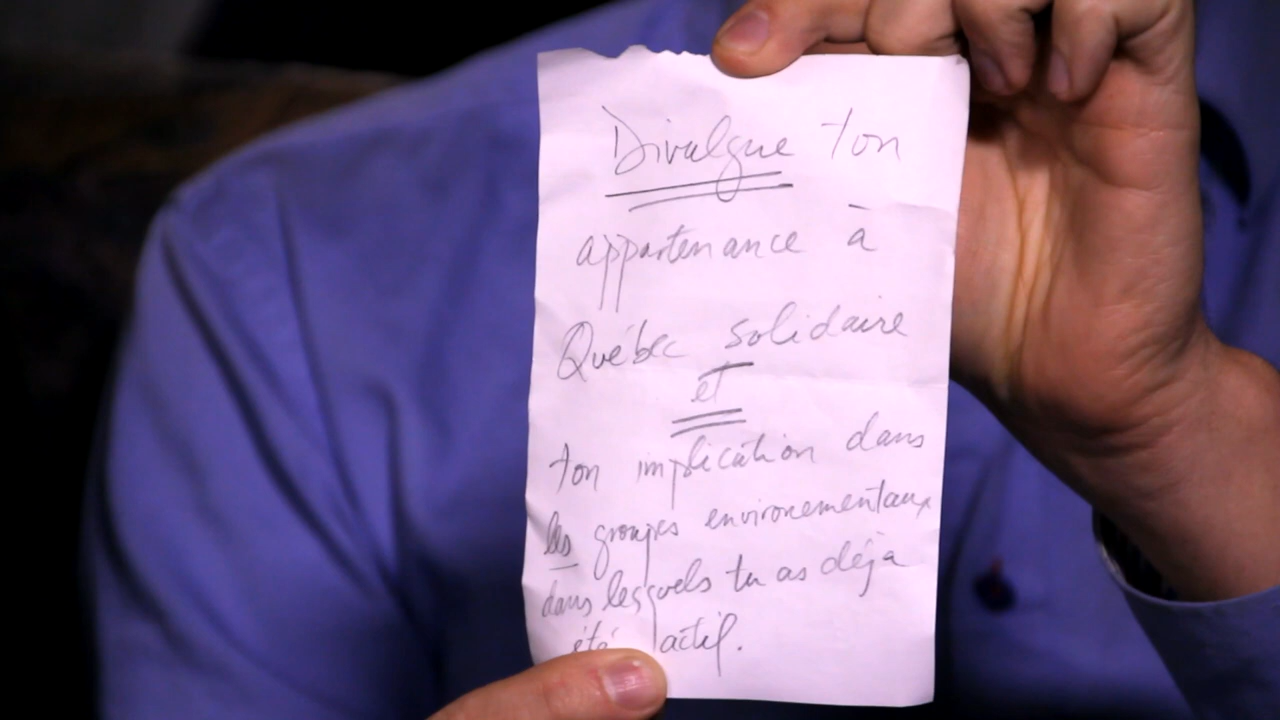 Divulgue ton
appartenance à
Québec solidaire
et
ton implication dans
les groupes environementaux
dans lesquels tu as déjà
été actif.